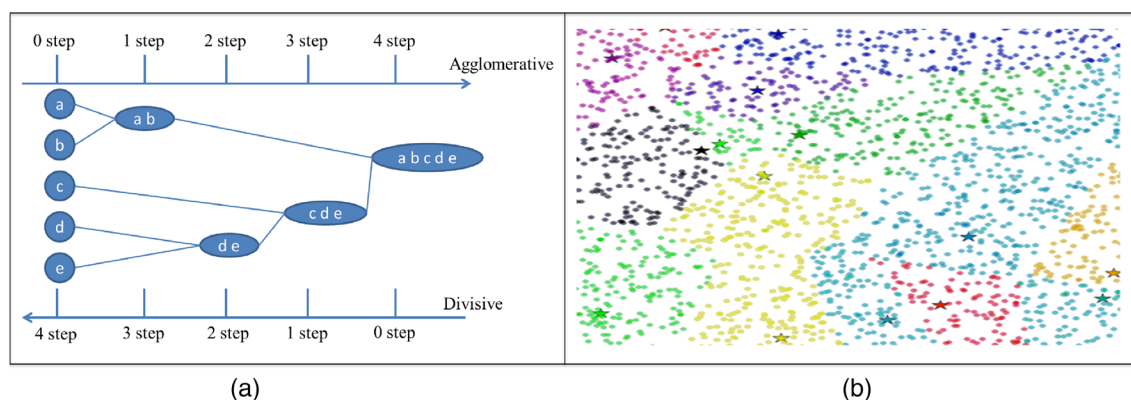 0 step 1 step 2 step 3 step 4 step
Agglomerative
a
a b
b
a b c d e
c
c d e
d
d e
e
Divisive
4 step 3 step 2 step 1 step 0 step
(a) (b)